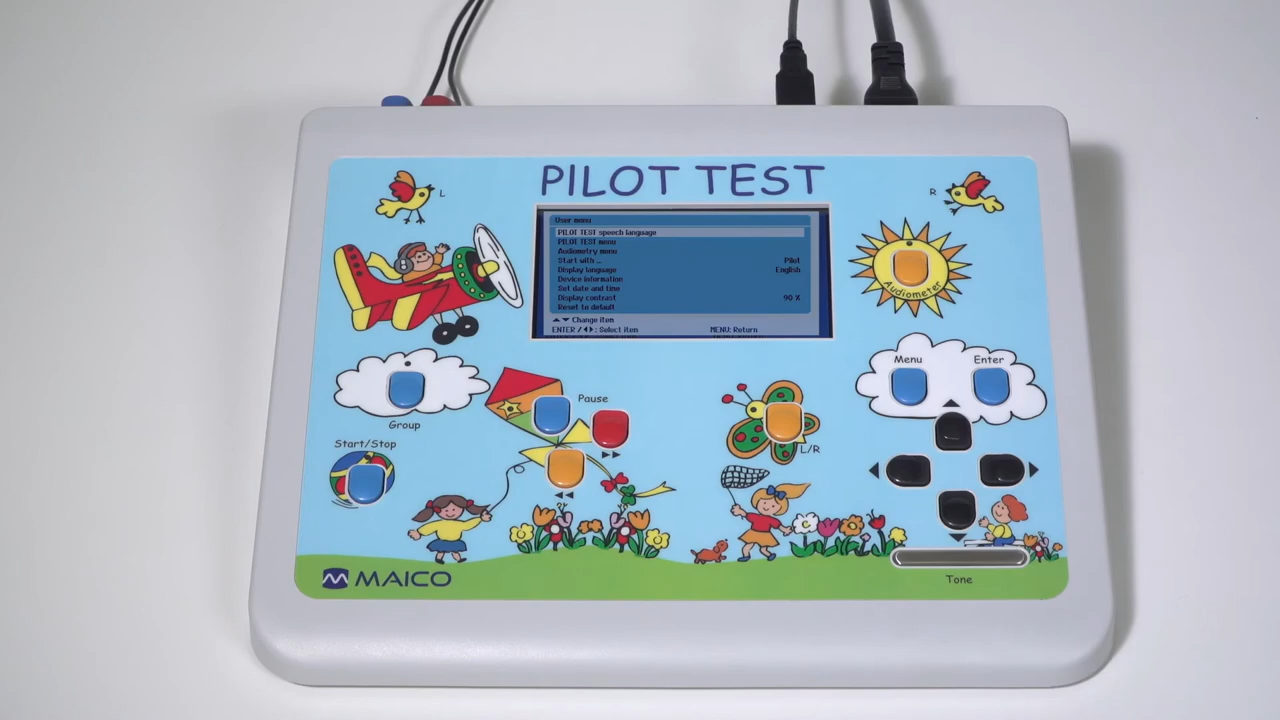 PILOT TEST
L
R
User menu
PILOT TEST speech language
PILOT TEST menu
Audiometry menu
Start with ... Pilot
Display language English
Device information
Set date and time
Display contrast 90 %
Reset to default
▲▼ Change item
ENTER /◀▶: Select item MENU: Return
Audiometer
Menu Enter
Pause
Group
Start/Stop
L/R
MAICO
Tone